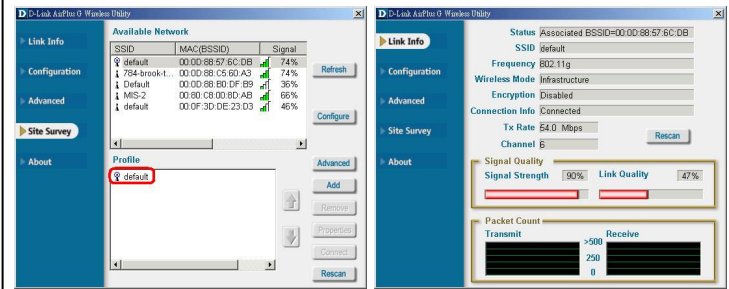 D-Link AirPlus G Wireless Utility
Link Info
Configuration
Advanced
Site Survey
About
Available Network
SSID MAC(BSSID) Signal
default 00:0D:88:57:6C:DB 74%
784-brook-t... 00:0D:88:C5:60:A3 74%
Default 00:0D:88:B0:DF:B9 36%
MIS-2 00:80:C8:00:8D:AB 66%
default 00:0F:3D:DE:23:D3 46%
Refresh
Configure
Profile
default
Advanced
Add
Remove
Properties
Connect
Rescan
D-Link AirPlus G Wireless Utility
Link Info
Configuration
Advanced
Site Survey
About
Status Associated BSSID=00:0D:88:57:6C:DB
SSID default
Frequency 802.11g
Wireless Mode Infrastructure
Encryption Disabled
Connection Info Connected
Tx Rate 54.0 Mbps
Channel 6
Rescan
Signal Quality
Signal Strength 90% Link Quality 47%
Packet Count
Transmit Receive
>500
250
0